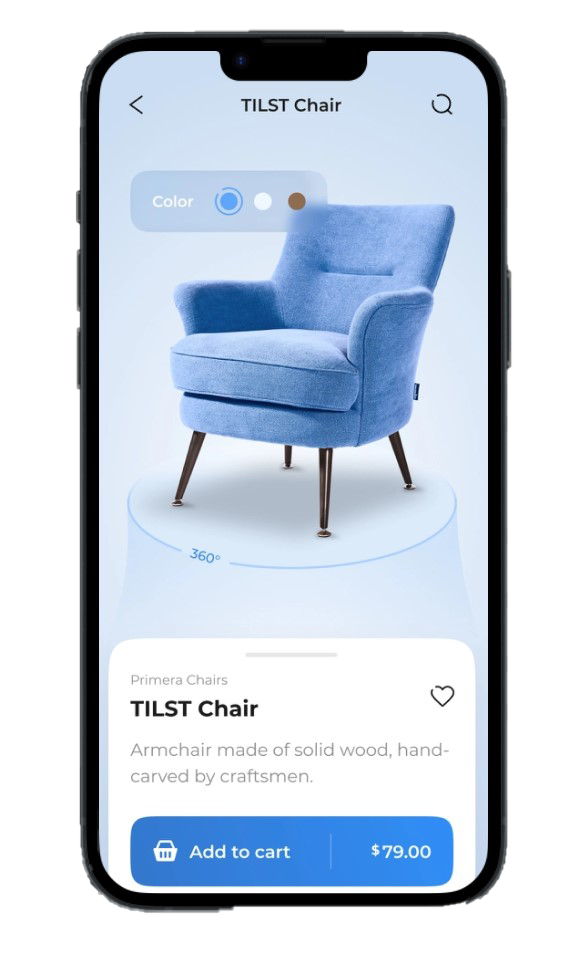 TILST Chair
Color
360°
Primera Chairs
TILST Chair
Armchair made of solid wood, hand-
carved by craftsmen.
Add to cart $79.00